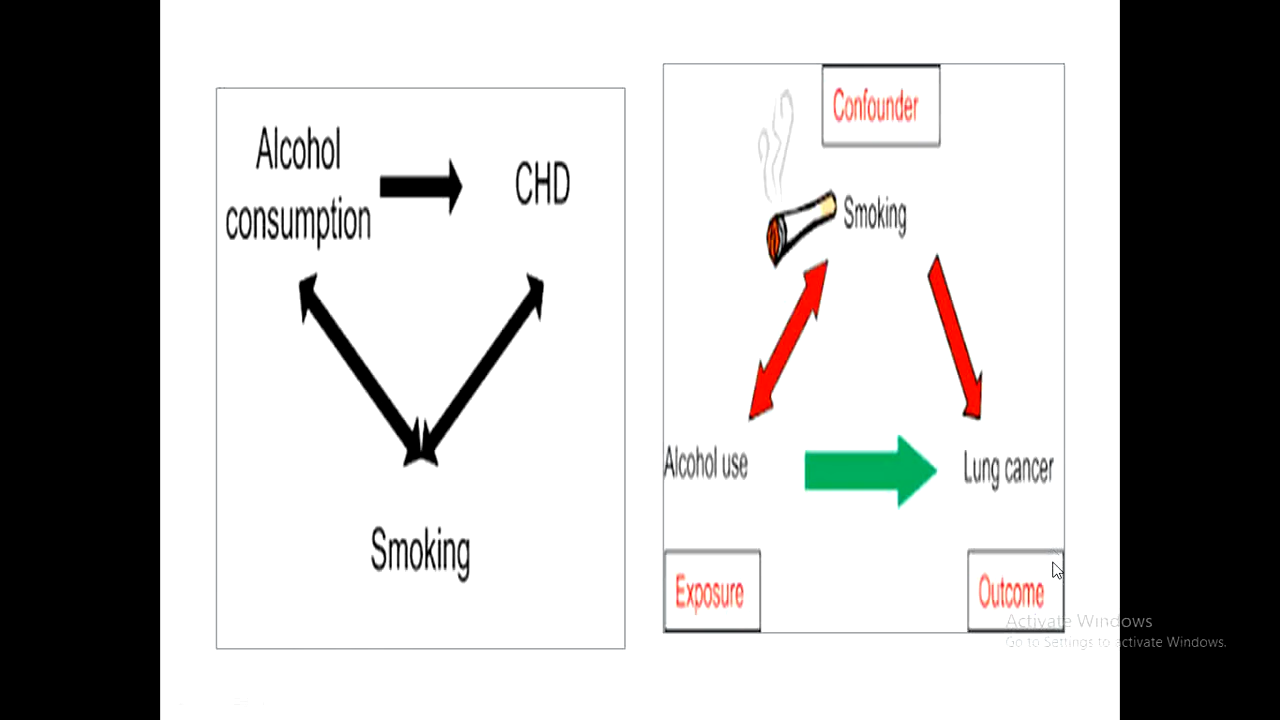 Alcohol
consumption
CHD
Smoking
Confounder
Smoking
Alcohol use
Lung cancer
Exposure
Outcome
Activate Windows
Go to Settings to activate Windows.